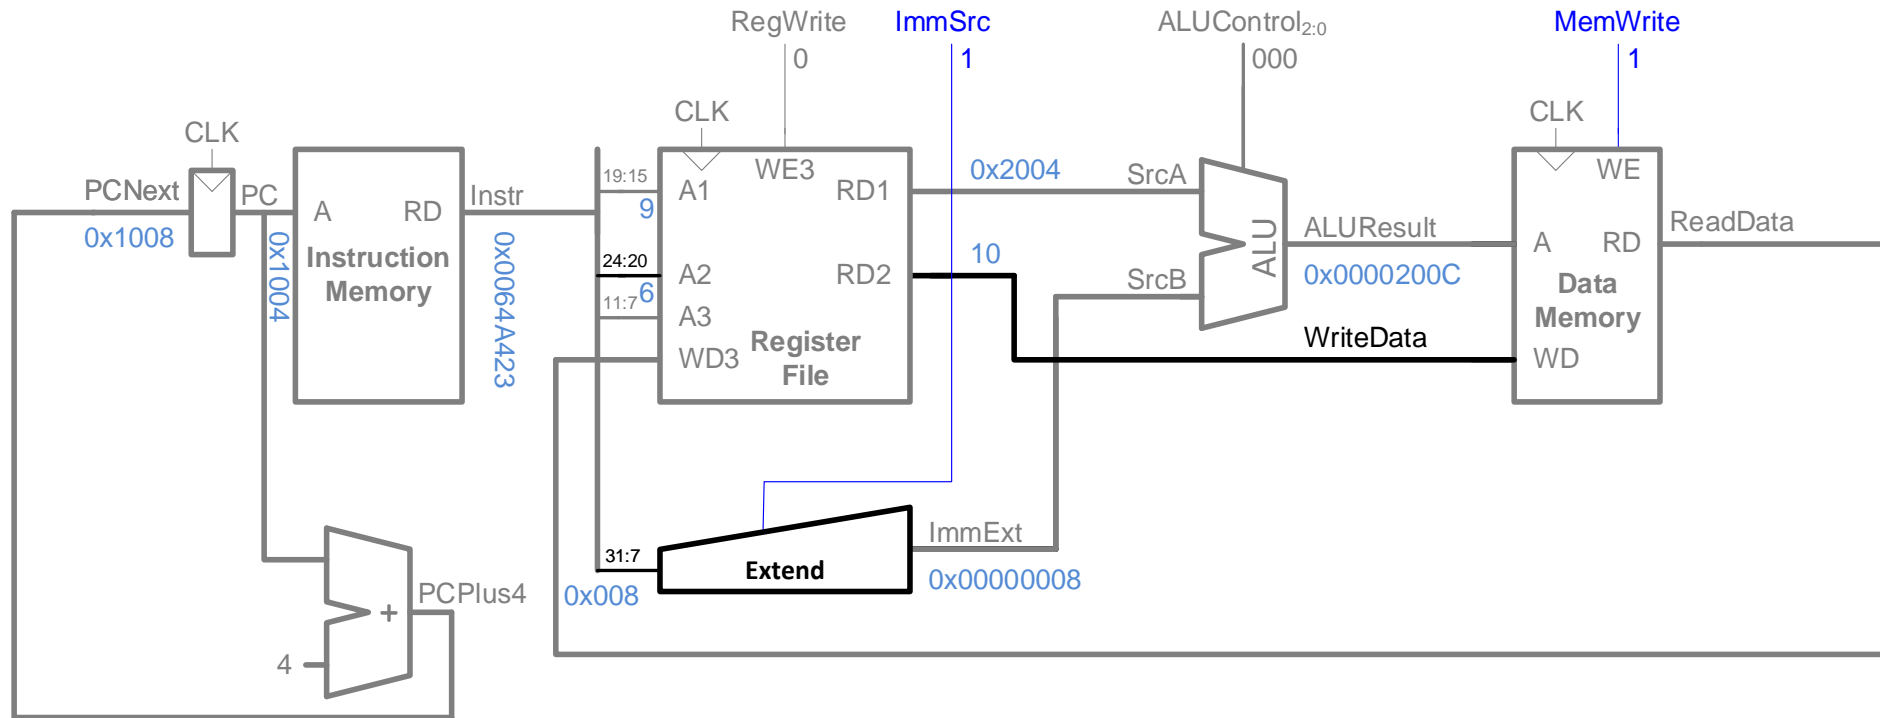 RegWrite ImmSrc ALUControl2:0 MemWrite
0 1 000 1
CLK CLK CLK
PCNext PC A RD Instr 19:15 A1 WE3 RD1 0x2004 SrcA WE
0x1008 9
0x1004
Instruction
Memory
0x0064A423
24:20 A2 RD2 10 SrcB ALU ALUResult A RD ReadData
6 0x0000200C
11:7 A3
Data
Memory
WD3 Register
File
WriteData WD
ImmExt
31:7 Extend
0x008 0x00000008
PCPlus4
+
4